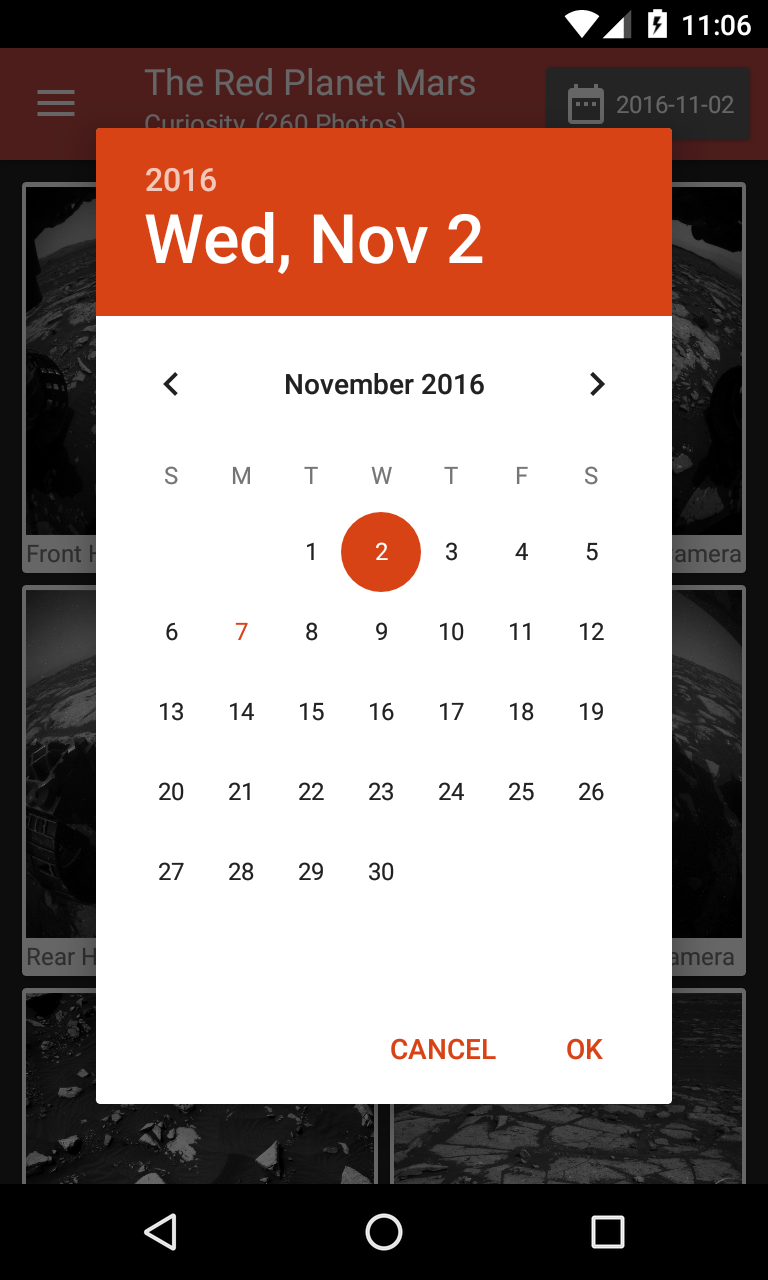 11:06
The Red Planet Mars
2016-11-02
Curiosity (260 Photos)
2016
Wed, Nov 2
November 2016
S M T W T F S
1 2 3 4 5
6 7 8 9 10 11 12
13 14 15 16 17 18 19
20 21 22 23 24 25 26
27 28 29 30
Front
Rear
CANCEL OK